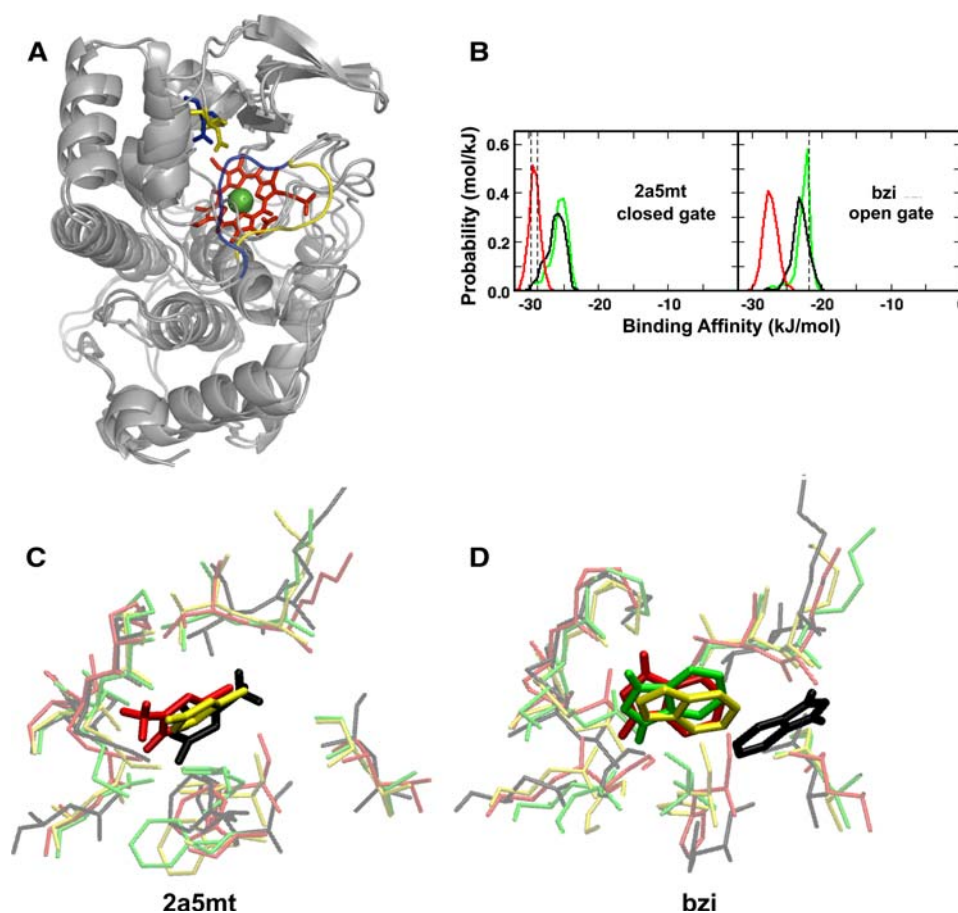 A
B
Probability (mol/kJ)
0.6
0.4
0.2
0
2a5mt
closed gate
bzi
open gate
-30 -20 -10 -30 -20 -10 0
Binding Affinity (kJ/mol)
C
D
2a5mt
bzi